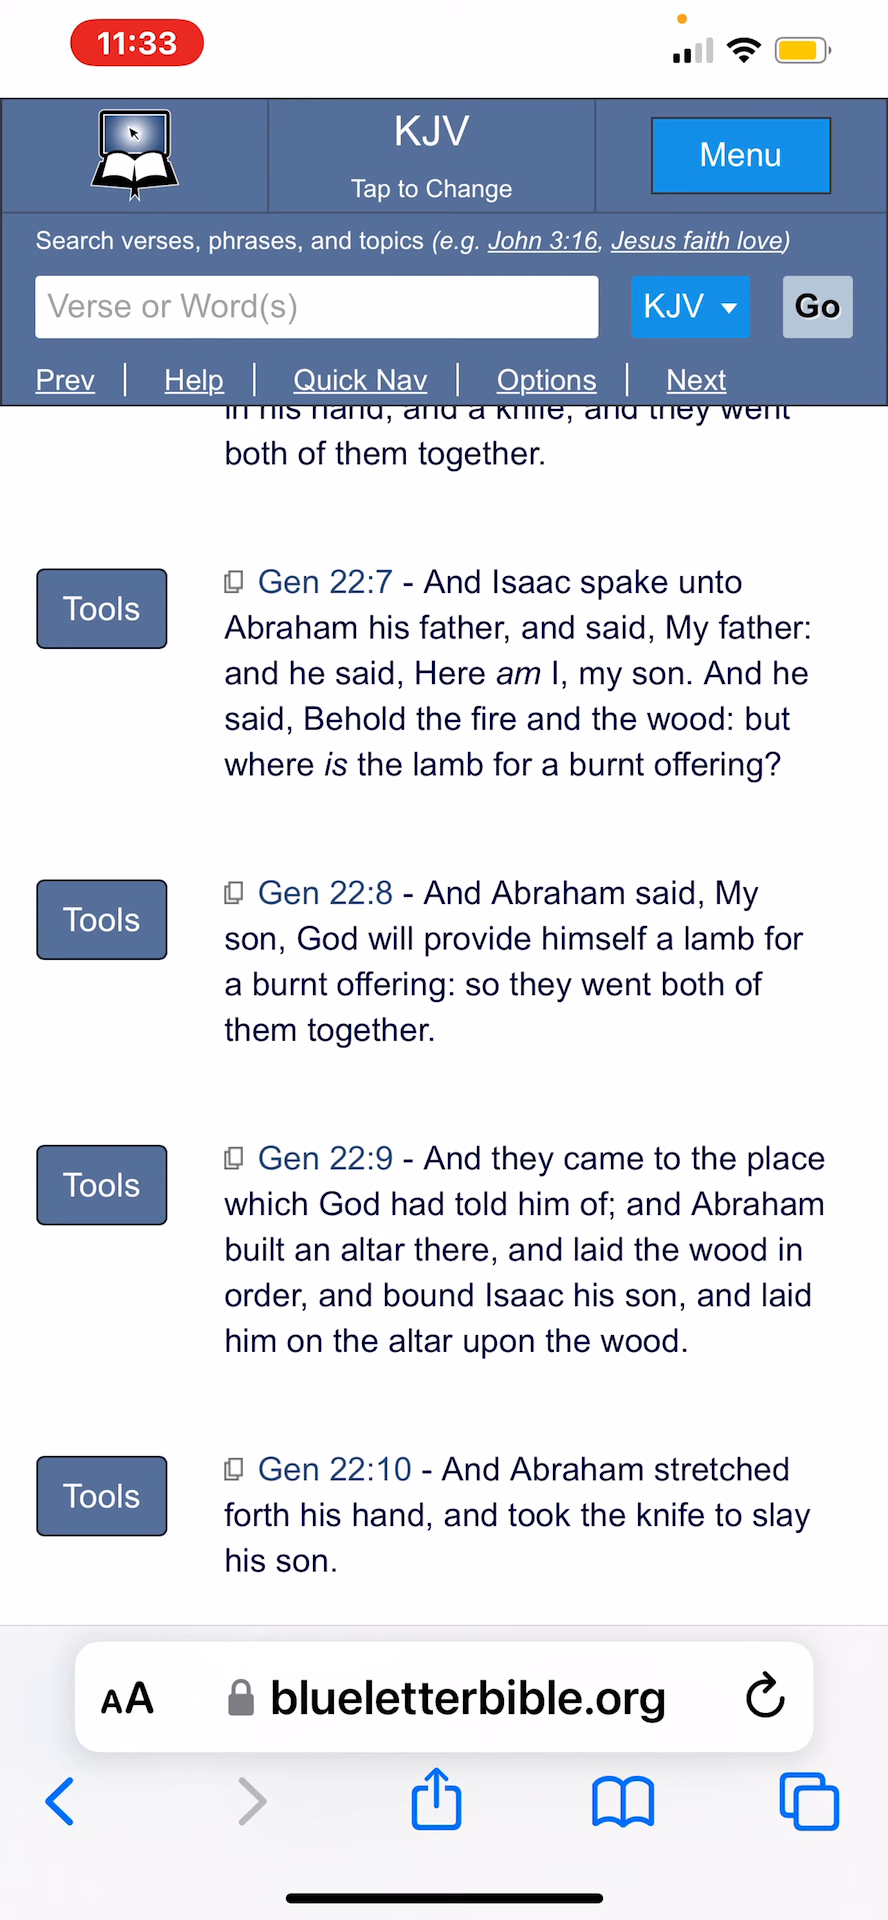 11:33
KJV
Tap to Change
Menu
Search verses, phrases, and topics (e.g. John 3:16, Jesus faith love)
Verse or Word(s)
KJV
Go
Prev | Help | Quick Nav | Options | Next
in his hand, and a knife; and they went
both of them together.
Tools
Gen 22:7 - And Isaac spake unto
Abraham his father, and said, My father:
and he said, Here am I, my son. And he
said, Behold the fire and the wood: but
where is the lamb for a burnt offering?
Tools
Gen 22:8 - And Abraham said, My
son, God will provide himself a lamb for
a burnt offering: so they went both of
them together.
Tools
Gen 22:9 - And they came to the place
which God had told him of; and Abraham
built an altar there, and laid the wood in
order, and bound Isaac his son, and laid
him on the altar upon the wood.
Tools
Gen 22:10 - And Abraham stretched
forth his hand, and took the knife to slay
his son.
AA
blueletterbible.org